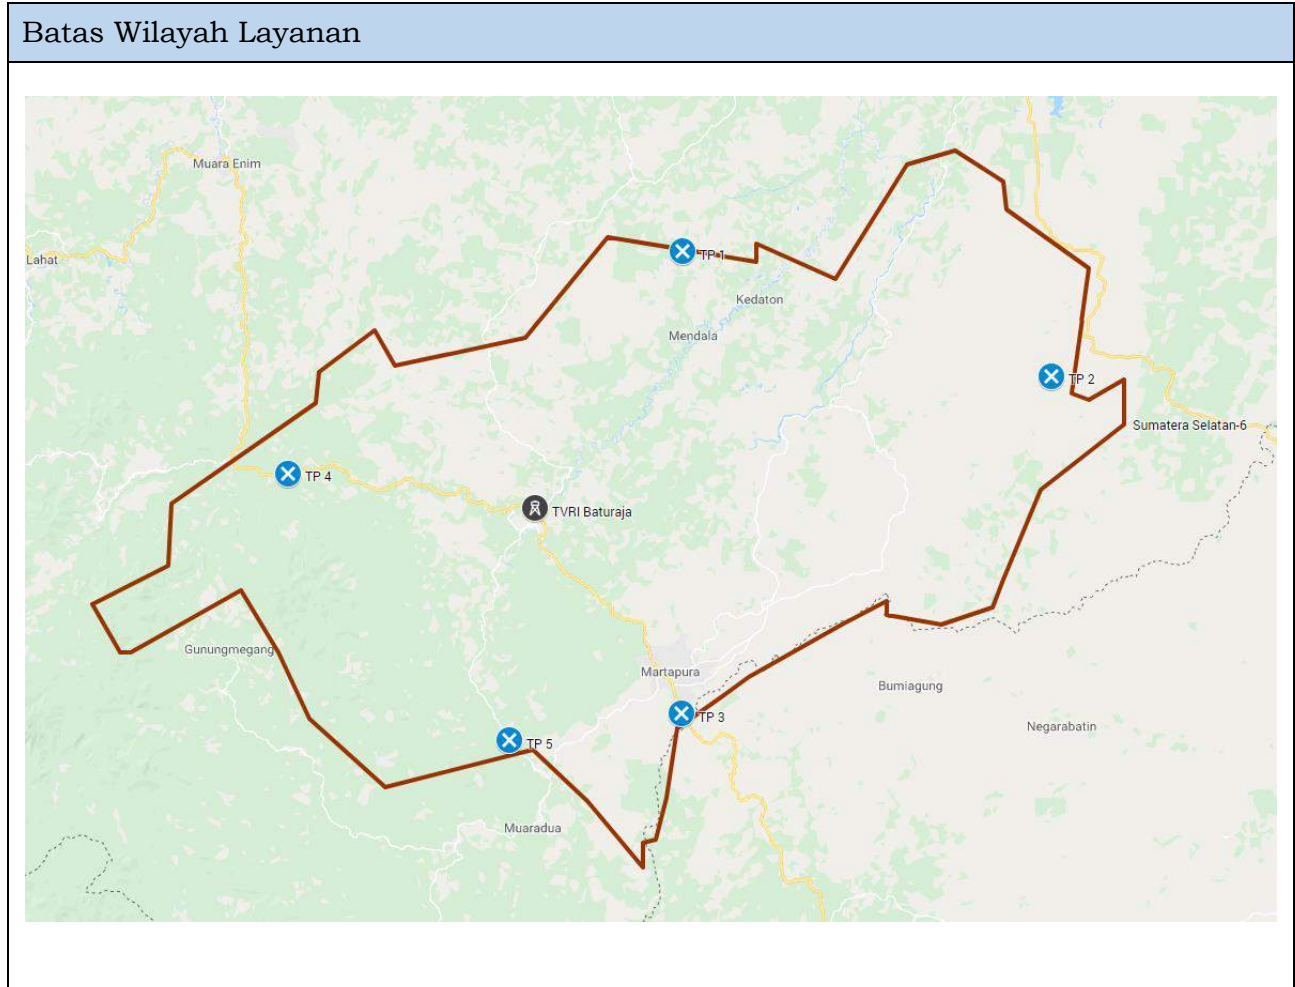 Batas Wilayah Layanan
Muara Enim
Lahat
TP 1
Kedaton
Mendala
TP 2
Sumatera Selatan-6
TP 4
TVRI Baturaja
Gunungmegang
Martapura
Bumiagung
TP 3
Negarabatin
TP 5
Muaradua